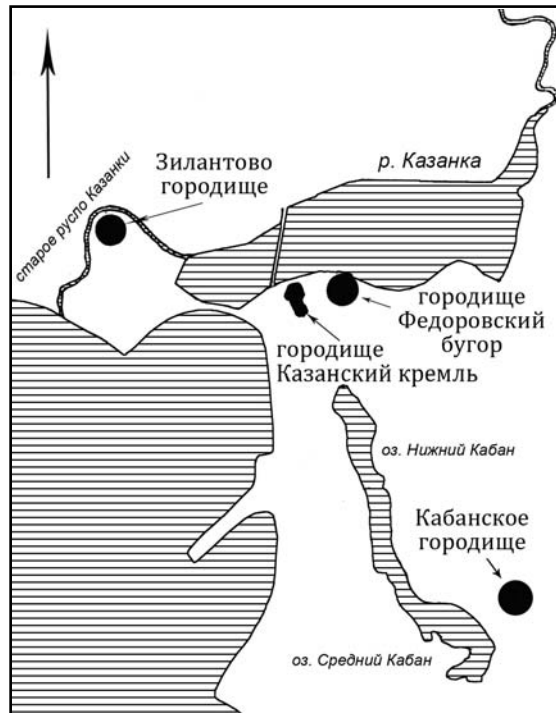 р. Казанка
Зилантово
городище
старое русло Казанки
городище
Федоровский
бугор
городище
Казанский кремль
оз. Нижний Кабан
Кабанское
городище
оз. Средний Кабан